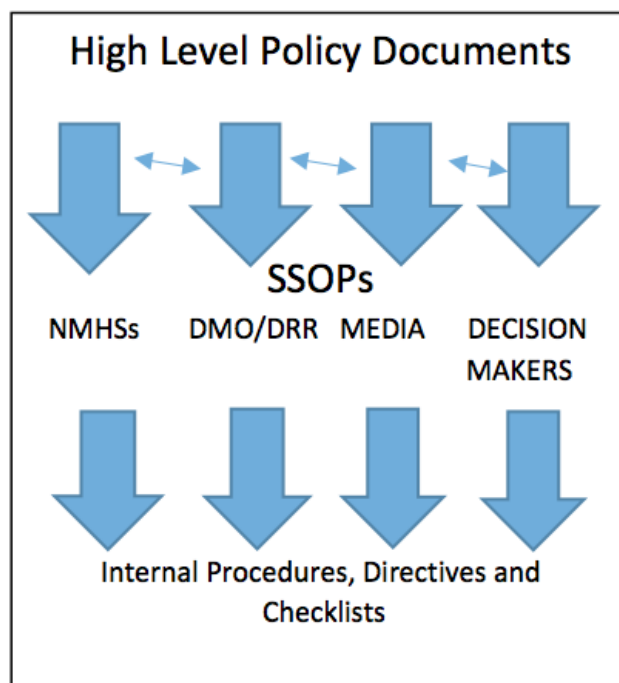 High Level Policy Documents
SSOPs
NMHSs DMO/DRR MEDIA DECISION
MAKERS
Internal Procedures, Directives and
Checklists